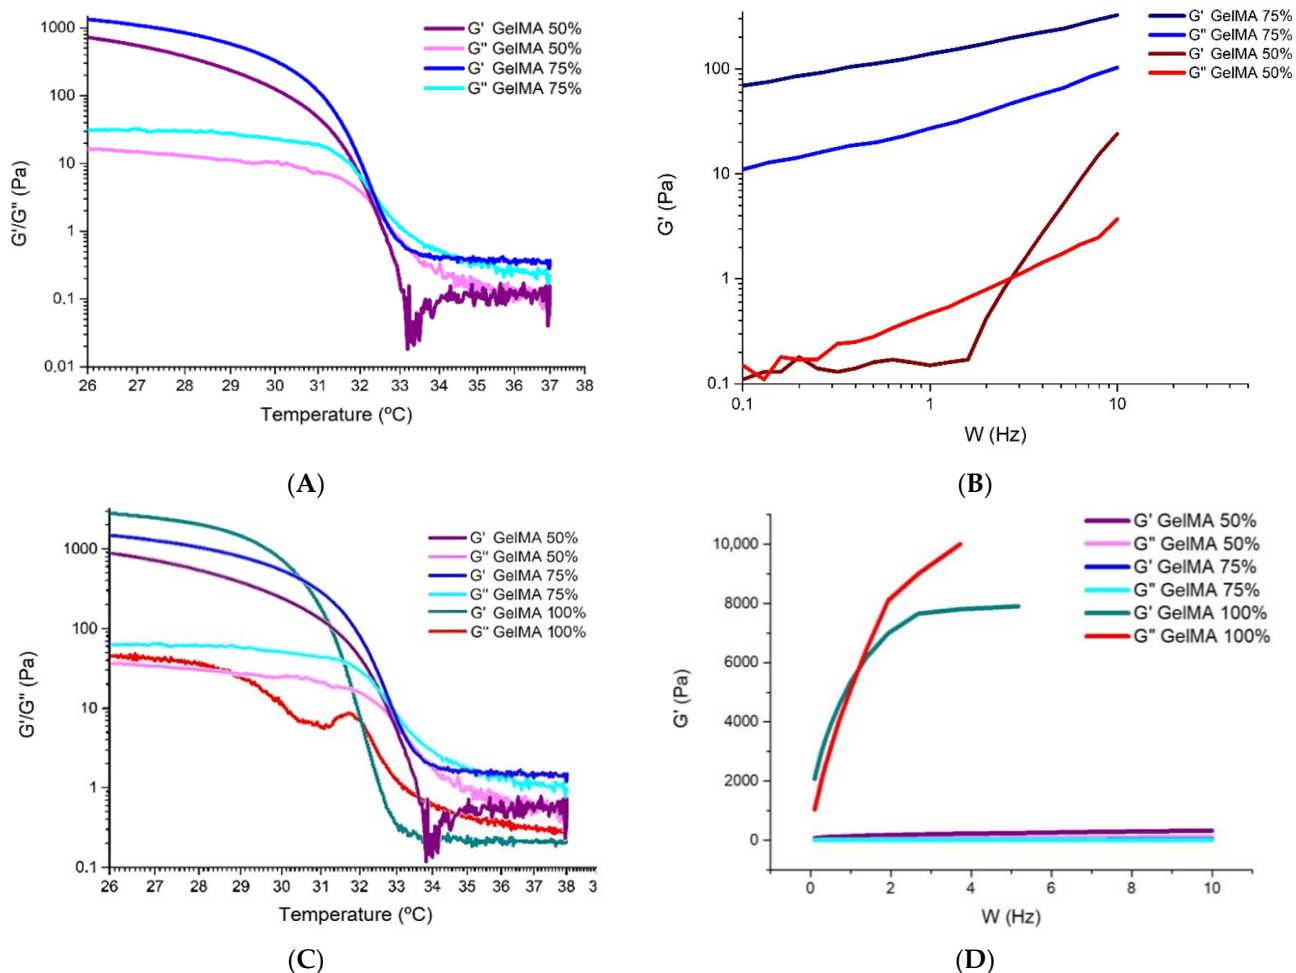 G' GelMA 50%
G" GelMA 50%
G' GelMA 75%
G" GelMA 75%
1000
100
10
1
0.1
0.01
G'/G" (Pa)
26 27 28 29 30 31 32 33 35 36 37 38
Temperature (ºC)
(A)
G' GelMA 75%
G" GelMA 75%
G' GelMA 50%
G" GelMA 50%
100
10
1
0.1
G' (Pa)
0.1 1 10
W (Hz)
(B)
G' GelMA 50%
G" GelMA 50%
G' GelMA 75%
G" GelMA 75%
G' GelMA 100%
G" GelMA 100%
1000
100
10
1
0.1
G'/G" (Pa)
26 27 28 30 31 32 33 34 35 36 37 38
Temperature (ºC)
(C)
G' GelMA 50%
G" GelMA 50%
G' GelMA 75%
G" GelMA 75%
G' GelMA 100%
G" GelMA 100%
10,000
8000
6000
4000
2000
0
G' (Pa)
0 2 4 6 8 10
W (Hz)
(D)